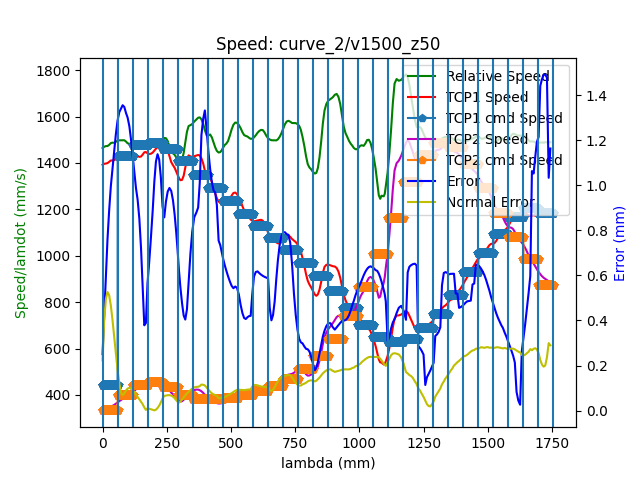 Speed: curve_2/v1500_z50
1800
1600
1400
1200
1000
800
600
400
Speed/lamdot (mm/s)
0
250
500
750
1000
1250
1500
1750
lambda (mm)
1.4
1.2
1.0
0.8
0.6
0.4
0.2
0.0
Error (mm)
Relative Speed
TCP1 Speed
TCP1 cmd Speed
TCP2 Speed
TCP2 cmd Speed
Error
Normal Error